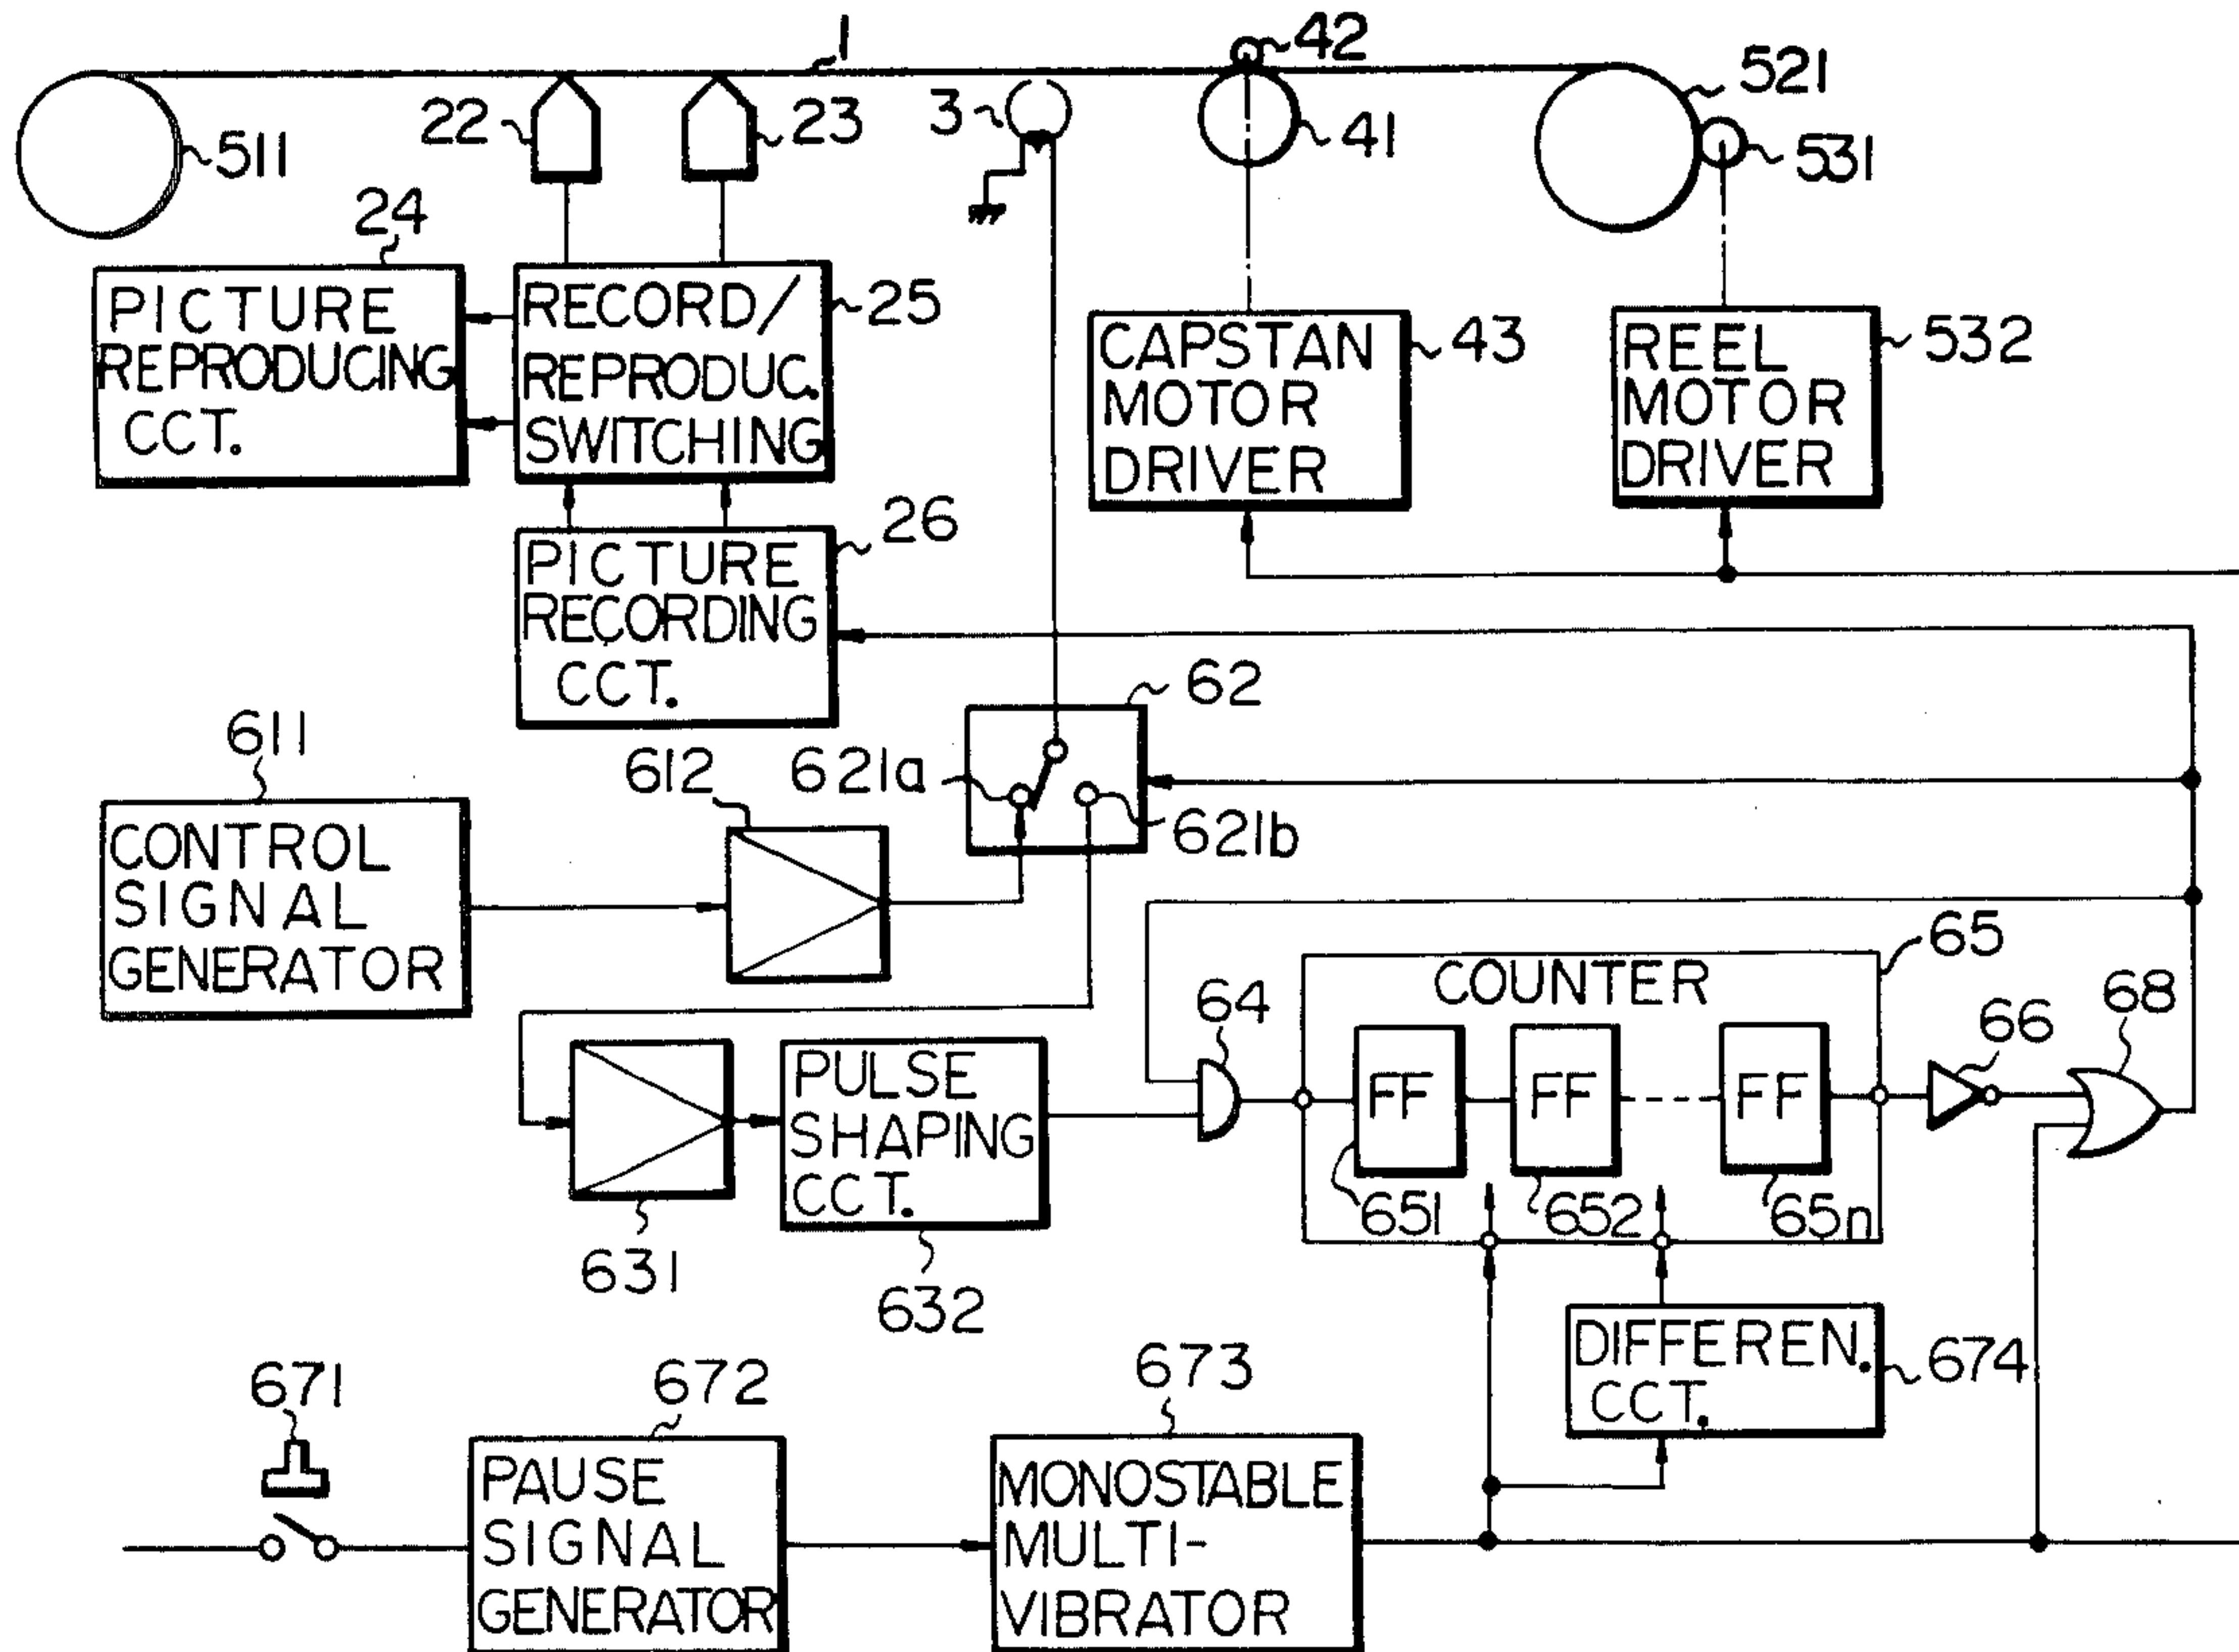 1
42
521
22
23
3
41
511
531
24
PICTURE
REPRODUCING
CCT.
RECORD/
REPRODUC.
SWITCHING
25
CAPSTAN
MOTOR
DRIVER
43
REEL
MOTOR
DRIVER
532
26
PICTURE
RECORDING
CCT.
62
611
612
621a
621b
CONTROL
SIGNAL
GENERATOR
65
COUNTER
64
66
68
PULSE
SHAPING
CCT.
FF
FF
FF
651
652
65n
631
632
DIFFEREN.
CCT.
674
671
672
673
PAUSE
SIGNAL
GENERATOR
MONOSTABLE
MULTI-
VIBRATOR